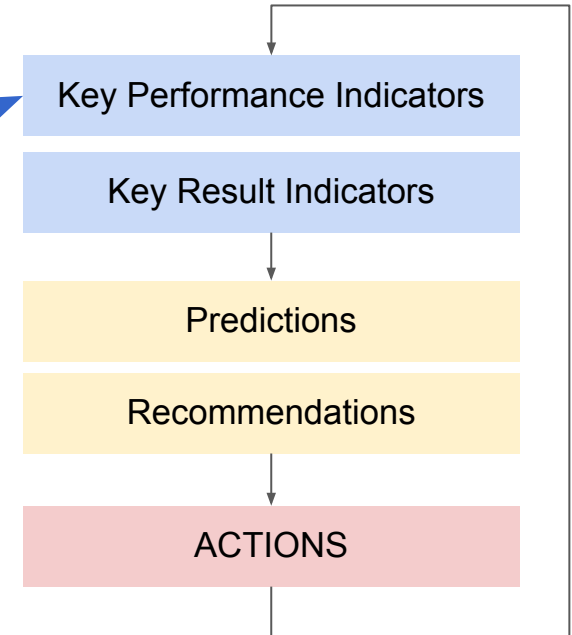 Key Performance Indicators
Key Result Indicators
Predictions
Recommendations
ACTIONS